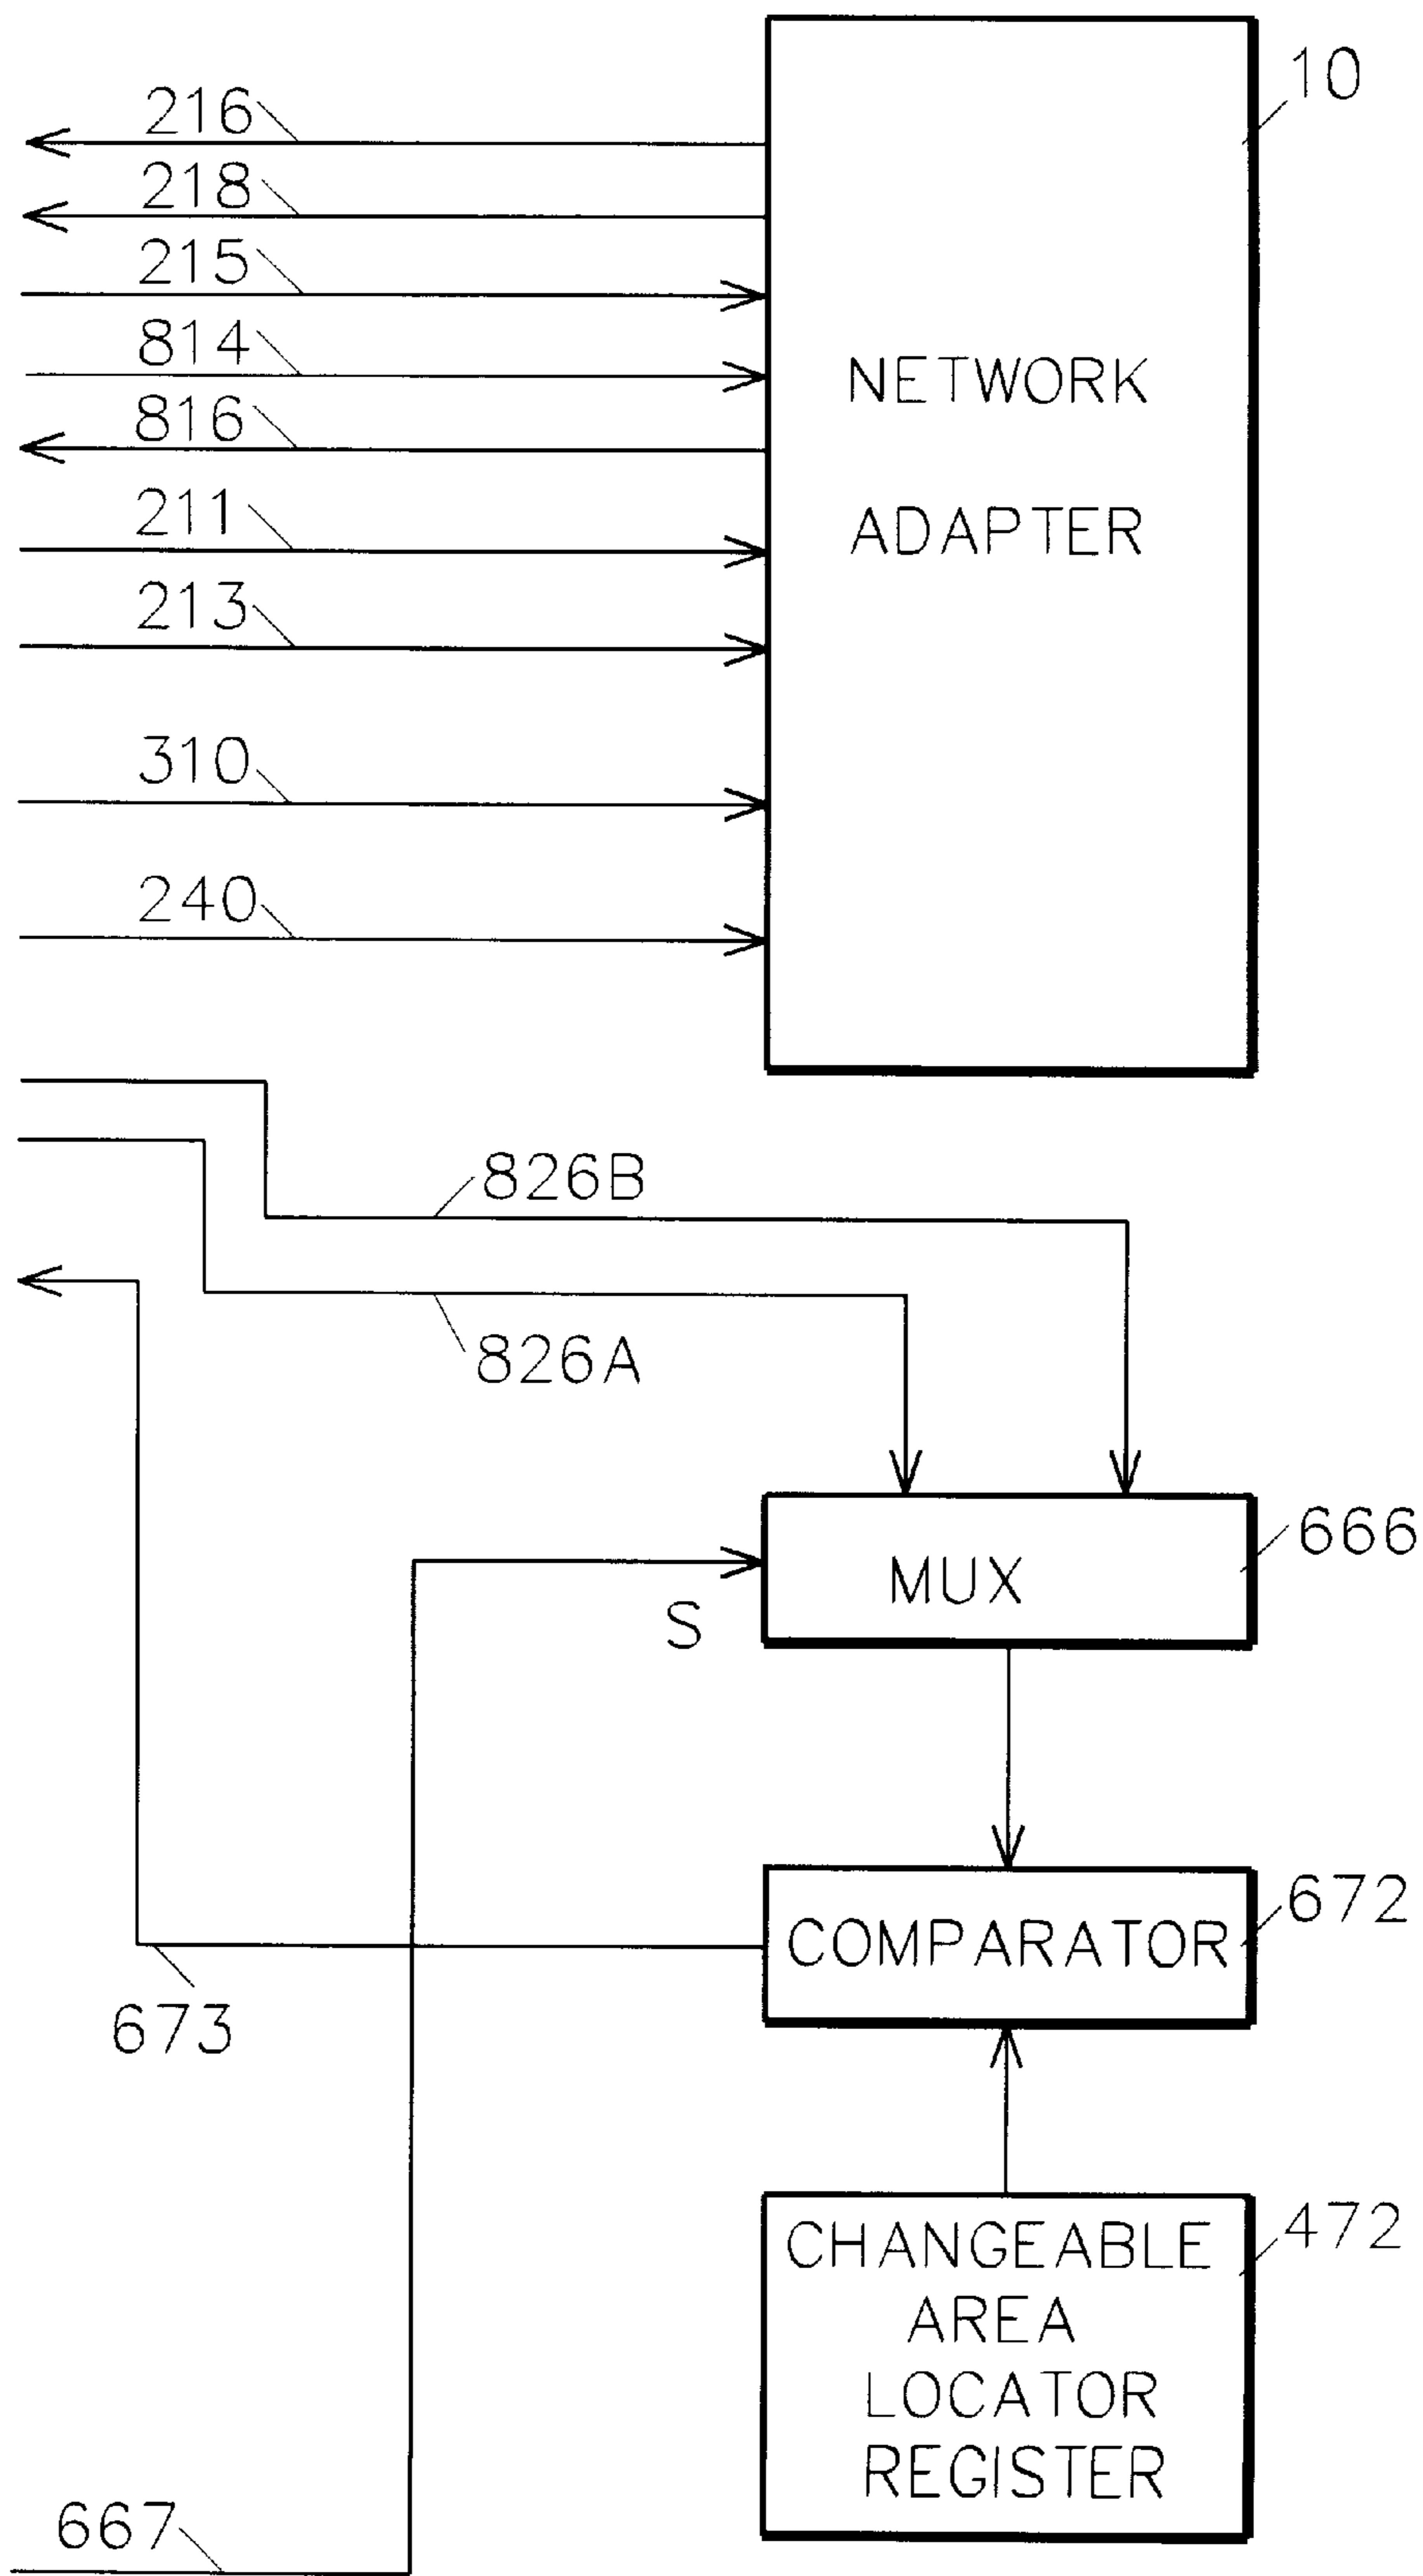 10
216
218
215
814
NETWORK
816
211
ADAPTER
213
310
240
826B
826A
666
MUX
S
672
COMPARATOR
673
472
CHANGEABLE
AREA
LOCATOR
REGISTER
667